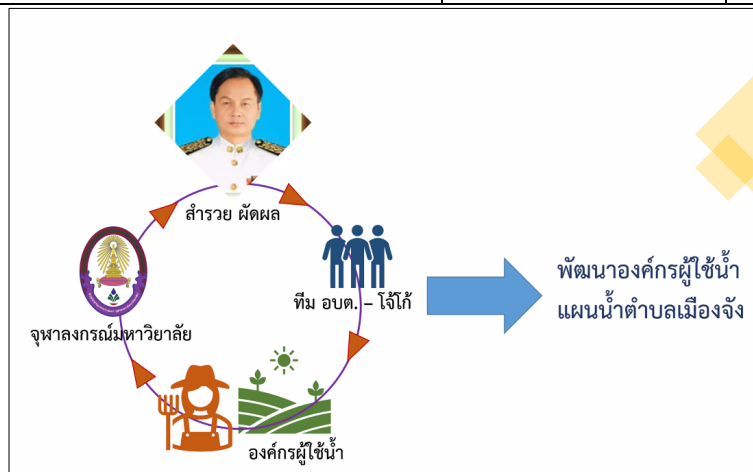 สำรวย ผัดผล
ทีม อบต. – โจ้โก้
จุฬาลงกรณ์มหาวิทยาลัย
องค์กรผู้ใช้น้ำ
พัฒนาองค์กรผู้ใช้น้ำ
แผนน้ำตำบลเมืองจัง